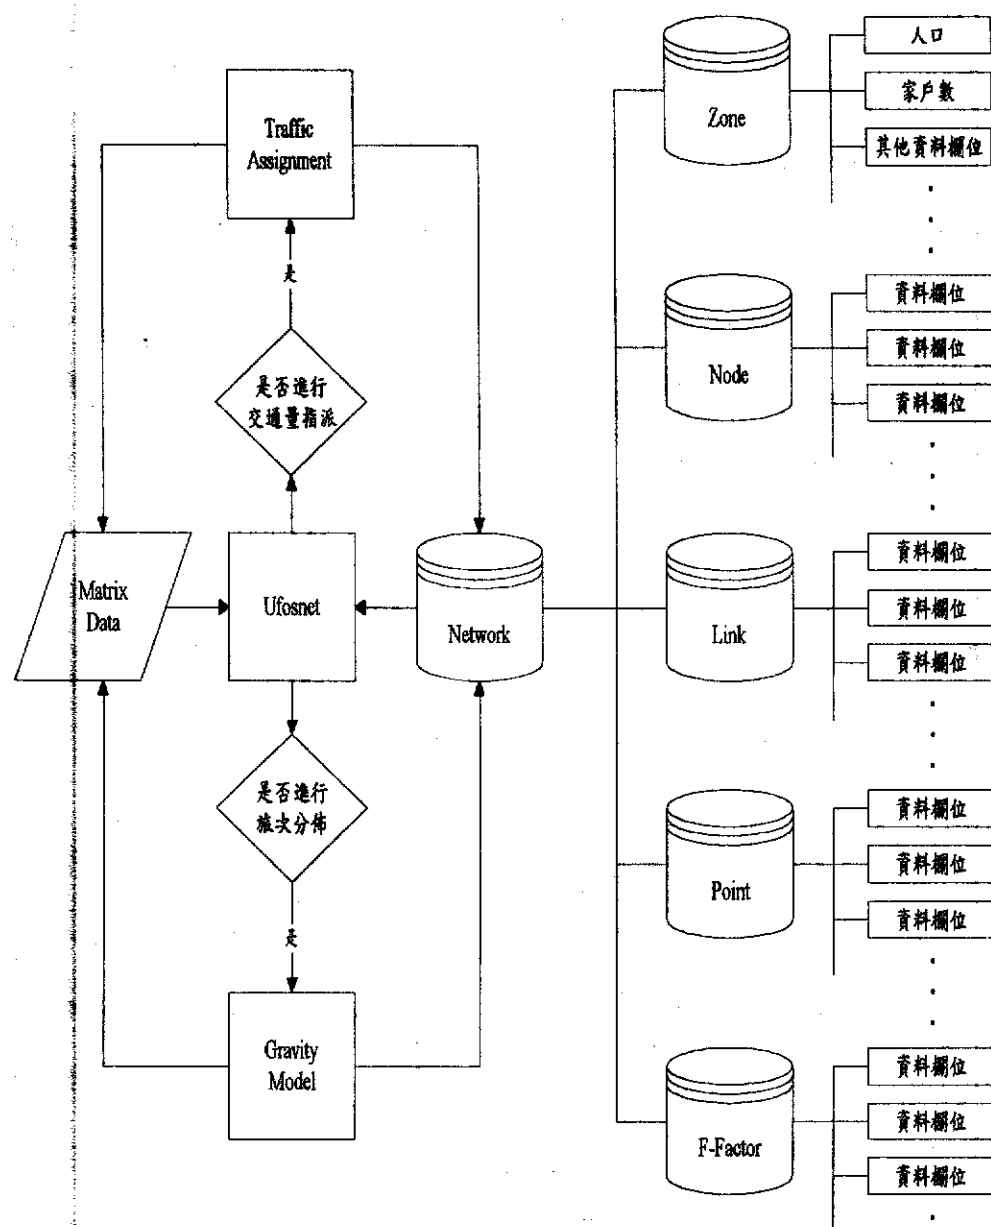 Traffic
Assignment
是
是否進行
交通量指派
Matrix
Data
Ufosnet
Network
是否進行
旅次分佈
是
Gravity
Model
Zone
人口
家戶數
其他資料欄位
Node
資料欄位
資料欄位
資料欄位
Link
資料欄位
資料欄位
資料欄位
Point
資料欄位
資料欄位
資料欄位
F-Factor
資料欄位
資料欄位
資料欄位